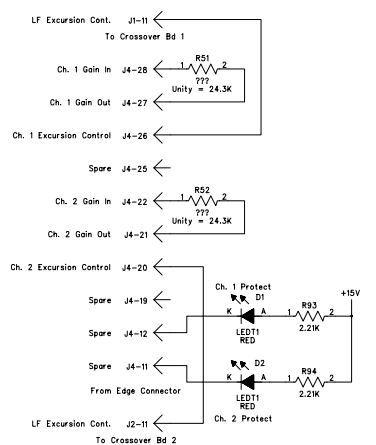 LF Excursion Cont. J1-11
To Crossover Bd 1
R51
Ch. 1 Gain In J4-28 1 2
???
Unity = 24.3K
Ch. 1 Gain Out J4-27
Ch. 1 Excursion Control J4-26
Spare J4-25
R52
Ch. 2 Gain In J4-22 1 2
???
Unity = 24.3K
Ch. 2 Gain Out J4-21
Ch. 2 Excursion Control J4-20
Ch. 1 Protect
+15V
Spare J4-19
D1
R93
K A 1 2
Spare J4-12
LEDT1
RED
2.21K
Spare J4-11
D2
R94
K A 1 2
From Edge Connector
LEDT1
RED
2.21K
Ch. 2 Protect
LF Excursion Cont. J2-11
To Crossover Bd 2